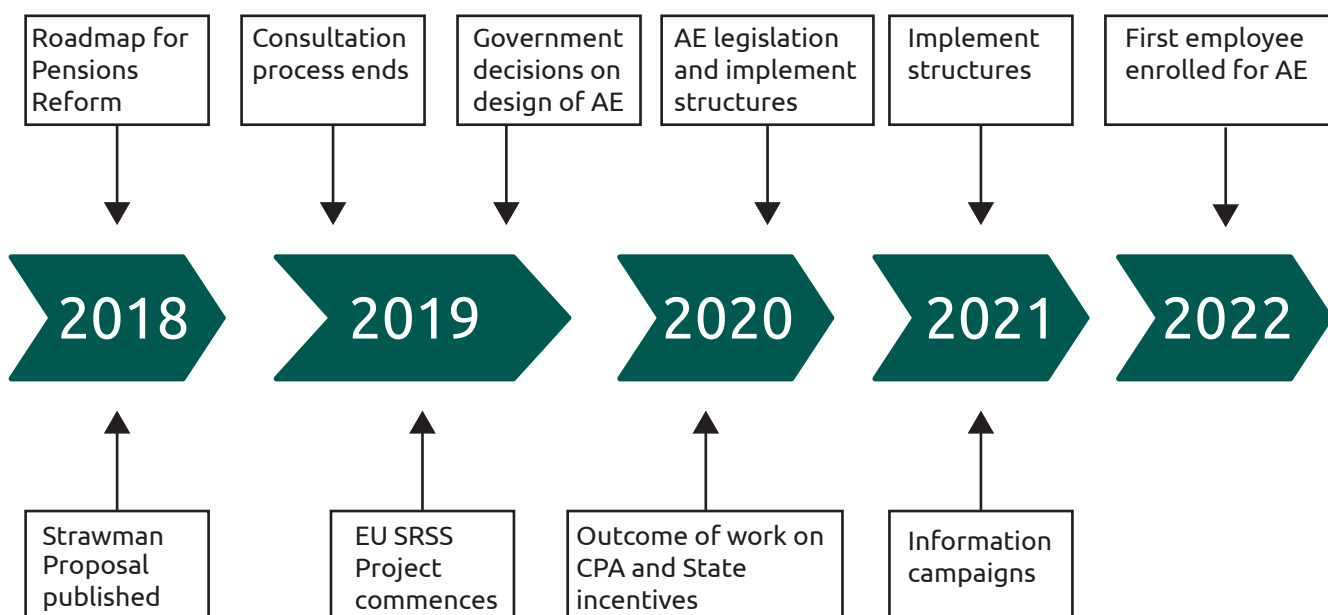 Roadmap for
Pensions
Reform
Consultation
process ends
Government
decisions on
design of AE
AE legislation
and implement
structures
Implement
structures
First employee
enrolled for AE
2018
2019
2020
2021
2022
Strawman
Proposal
published
EU SRSS
Project
commences
Outcome of work on
CPA and State
incentives
Information
campaigns